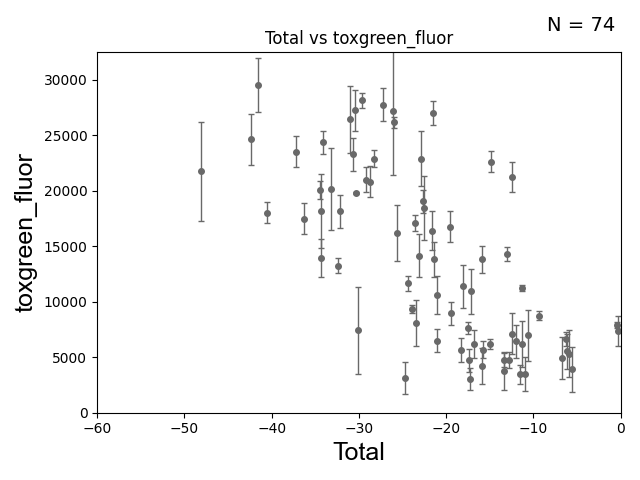 N = 74
Total vs toxgreen_fluor
30000
25000
20000
15000
10000
5000
0
toxgreen_fluor
−60 −50 −40 −30 −20 −10 0
Total